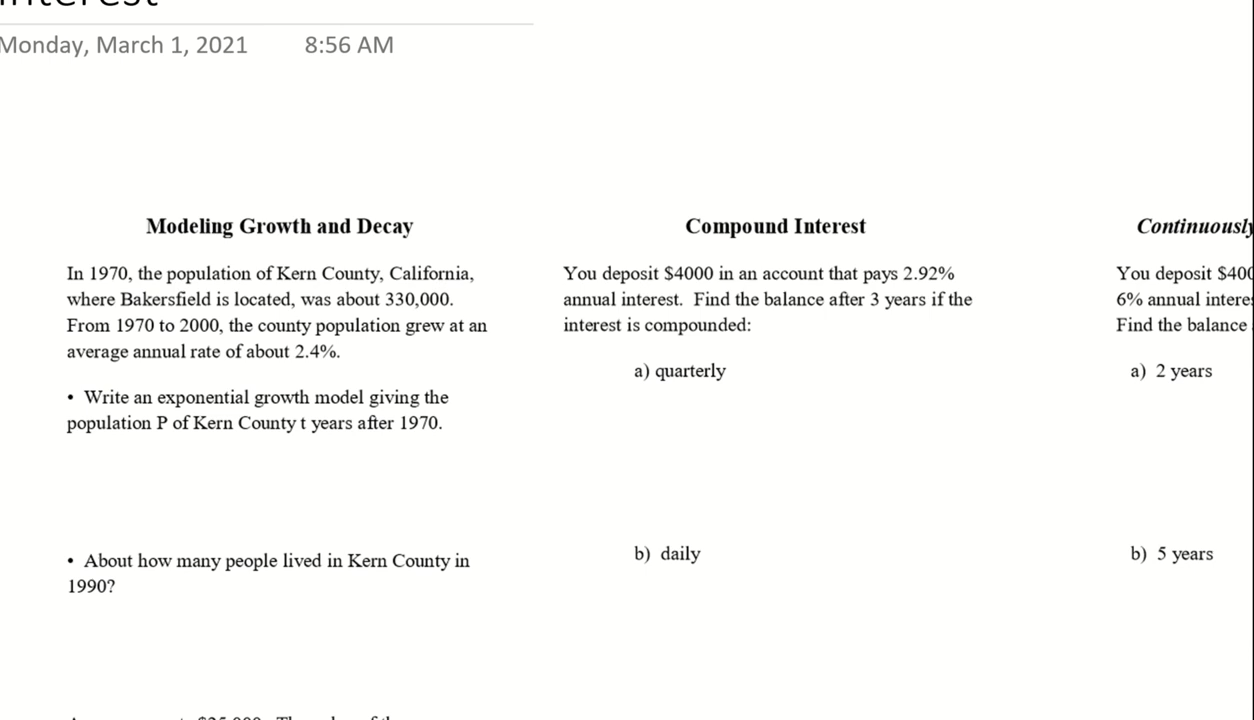 Monday, March 1, 2021 8:56 AM
Modeling Growth and Decay
In 1970, the population of Kern County, California,
where Bakersfield is located, was about 330,000.
From 1970 to 2000, the county population grew at an
average annual rate of about 2.4%.
• Write an exponential growth model giving the
population P of Kern County t years after 1970.
• About how many people lived in Kern County in
1990?
Compound Interest
You deposit $4000 in an account that pays 2.92%
annual interest. Find the balance after 3 years if the
interest is compounded:
a) quarterly
b) daily
Continuously
You deposit $400
6% annual
Find the balance
a) 2 years
b) 5 years